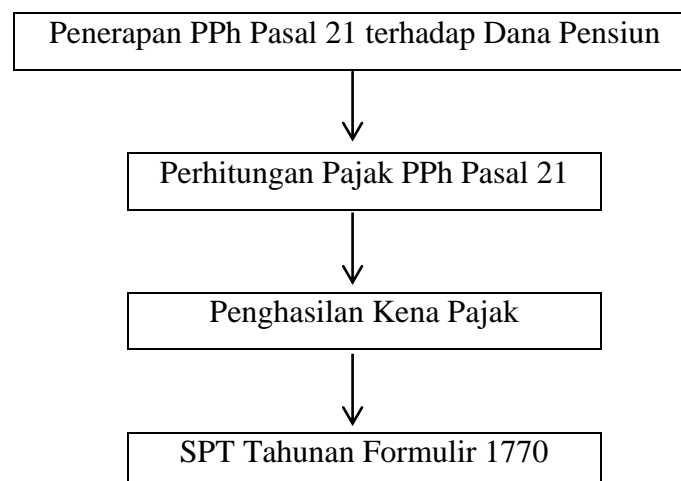 Penerapan PPh Pasal 21 terhadap Dana Pensiun
Perhitungan Pajak PPh Pasal 21
Penghasilan Kena Pajak
SPT Tahunan Formulir 1770